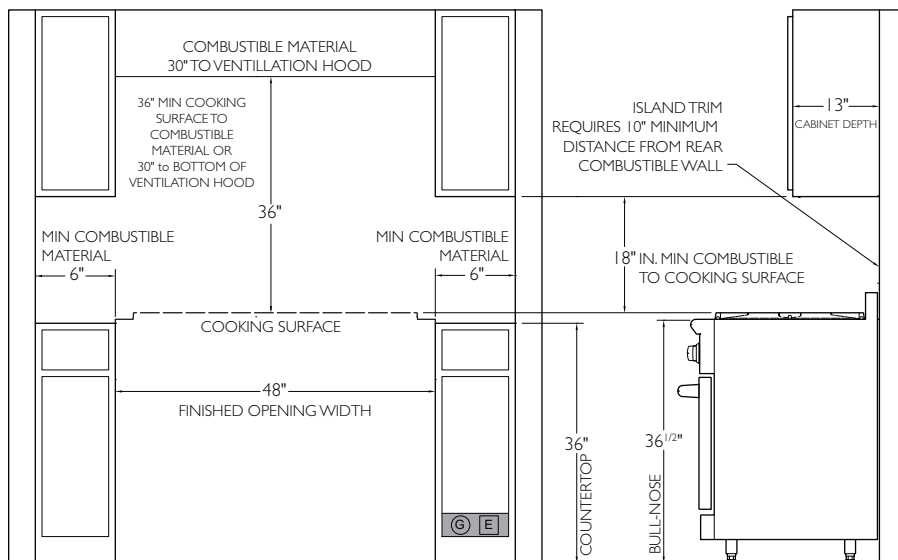 COMBUSTIBLE MATERIAL
30" TO VENTILLATION HOOD
36" MIN COOKING
SURFACE TO
COMBUSTIBLE
MATERIAL OR
30" to BOTTOM OF
VENTILATION HOOD
36"
MIN COMBUSTIBLE
MATERIAL
6"
MIN COMBUSTIBLE
MATERIAL
6"
COOKING SURFACE
48"
FINISHED OPENING WIDTH
G E
ISLAND TRIM
REQUIRES 10" MINIMUM
DISTANCE FROM REAR
COMBUSTIBLE WALL
13"
CABINET DEPTH
18" IN. MIN COMBUSTIBLE
TO COOKING SURFACE
36"
COUNTERTOP
36 1/2"
BULL-NOSE